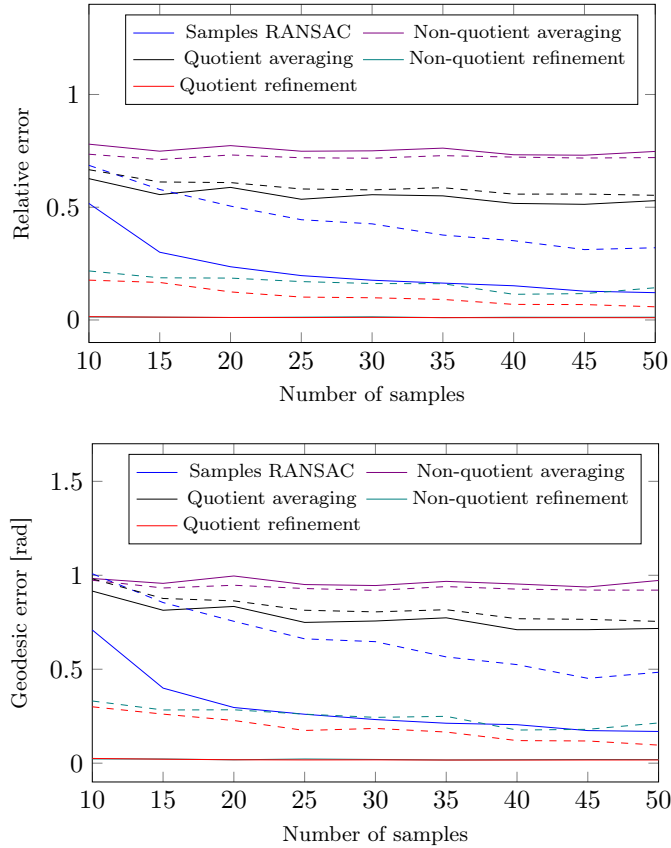 Samples RANSAC Non-quotient averaging
Quotient averaging Non-quotient refinement
Quotient refinement
1
0.5
0
Relative error
10 15 20 25 30 35 40 45 50
Number of samples
Samples RANSAC Non-quotient averaging
Quotient averaging Non-quotient refinement
Quotient refinement
1.5
1
0.5
0
Geodesic error [rad]
10 15 20 25 30 35 40 45 50
Number of samples